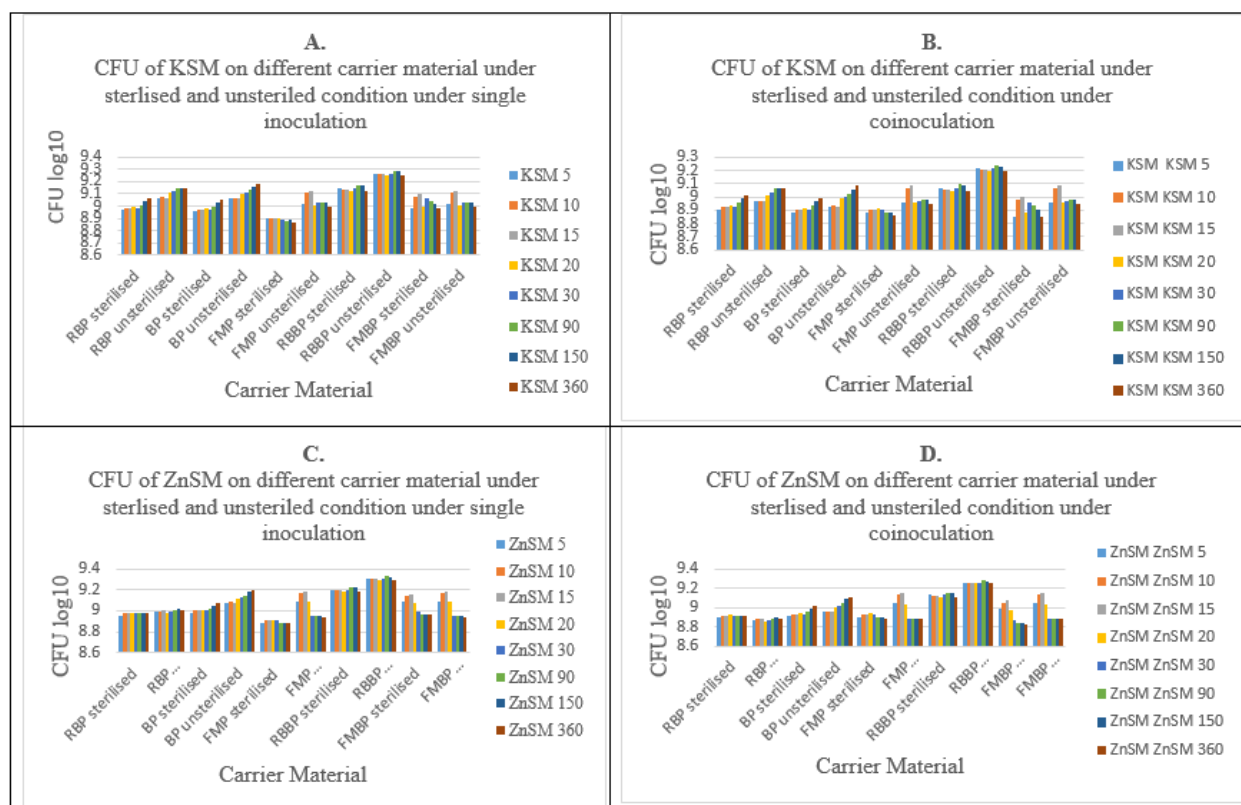 A.
CFU of KSM on different carrier material under
sterlised and unsteriled condition under single
inoculation
CFU log10
9.4
9.3
9.2
9.1
9
8.9
8.8
8.7
8.6
RBP sterilised
RBP unsterilised
BP sterilised
BP unsterilised
FMP sterilised
FMP unsterilised
RBBP sterilised
RBBP unsterilised
FMBP sterilised
FMBP unsterilised
Carrier Material
KSM 5
KSM 10
KSM 15
KSM 20
KSM 30
KSM 90
KSM 150
KSM 360
B.
CFU of KSM on different carrier material under
sterlised and unsteriled condition under
coinoculation
CFU log10
9.3
9.2
9.1
9
8.9
8.8
8.7
8.6
RBP sterilised
RBP unsterilised
BP sterilised
BP unsterilised
FMP sterilised
FMP unsterilised
RBBP sterilised
RBBP unsterilised
FMBP sterilised
FMBP unsterilised
Carrier Material
KSM KSM 5
KSM KSM 10
KSM KSM 15
KSM KSM 20
KSM KSM 30
KSM KSM 90
KSM KSM 150
KSM KSM 360
C.
CFU of ZnSM on different carrier material under
sterlised and unsteriled condition under single
inoculation
CFU log10
9.4
9.2
9
8.8
8.6
RBP sterilised
RBP...
BP sterilised
BP unsterilised
FMP sterilised
FMP...
RBBP sterilised
RBBP...
FMBP sterilised
FMBP...
Carrier Material
ZnSM 5
ZnSM 10
ZnSM 15
ZnSM 20
ZnSM 30
ZnSM 90
ZnSM 150
ZnSM 360
D.
CFU of ZnSM on different carrier material under
sterlised and unsteriled condition under
coinoculation
CFU log10
9.4
9.2
9
8.8
8.6
RBP sterilised
RBP...
BP sterilised
BP unsterilised
FMP sterilised
FMP...
RBBP sterilised
RBBP...
FMBP...
FMBP...
Carrier Material
ZnSM ZnSM 5
ZnSM ZnSM 10
ZnSM ZnSM 15
ZnSM ZnSM 20
ZnSM ZnSM 30
ZnSM ZnSM 90
ZnSM ZnSM 150
ZnSM ZnSM 360